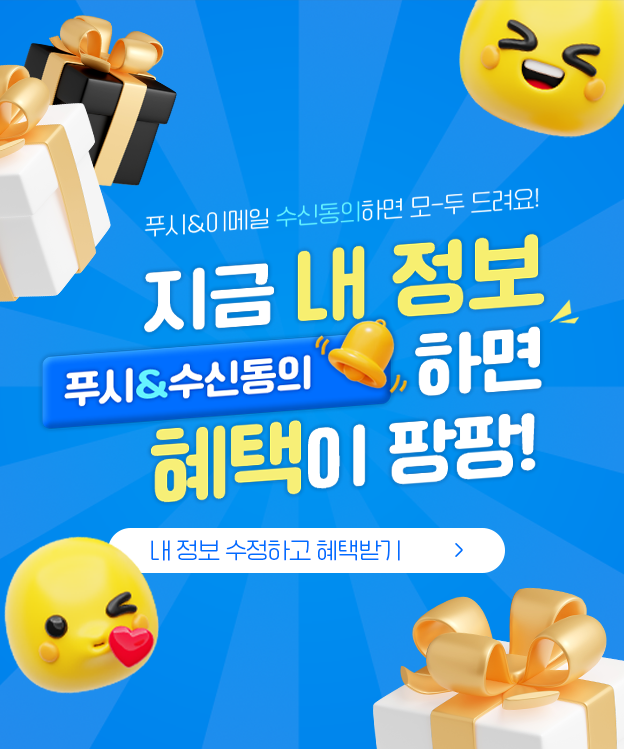 푸시&이메일 수신동의하면 모-두 드려요!
지금 내 정보
푸시&수신동의 하면
혜택이 팡팡!
내 정보 수정하고 혜택받기 >